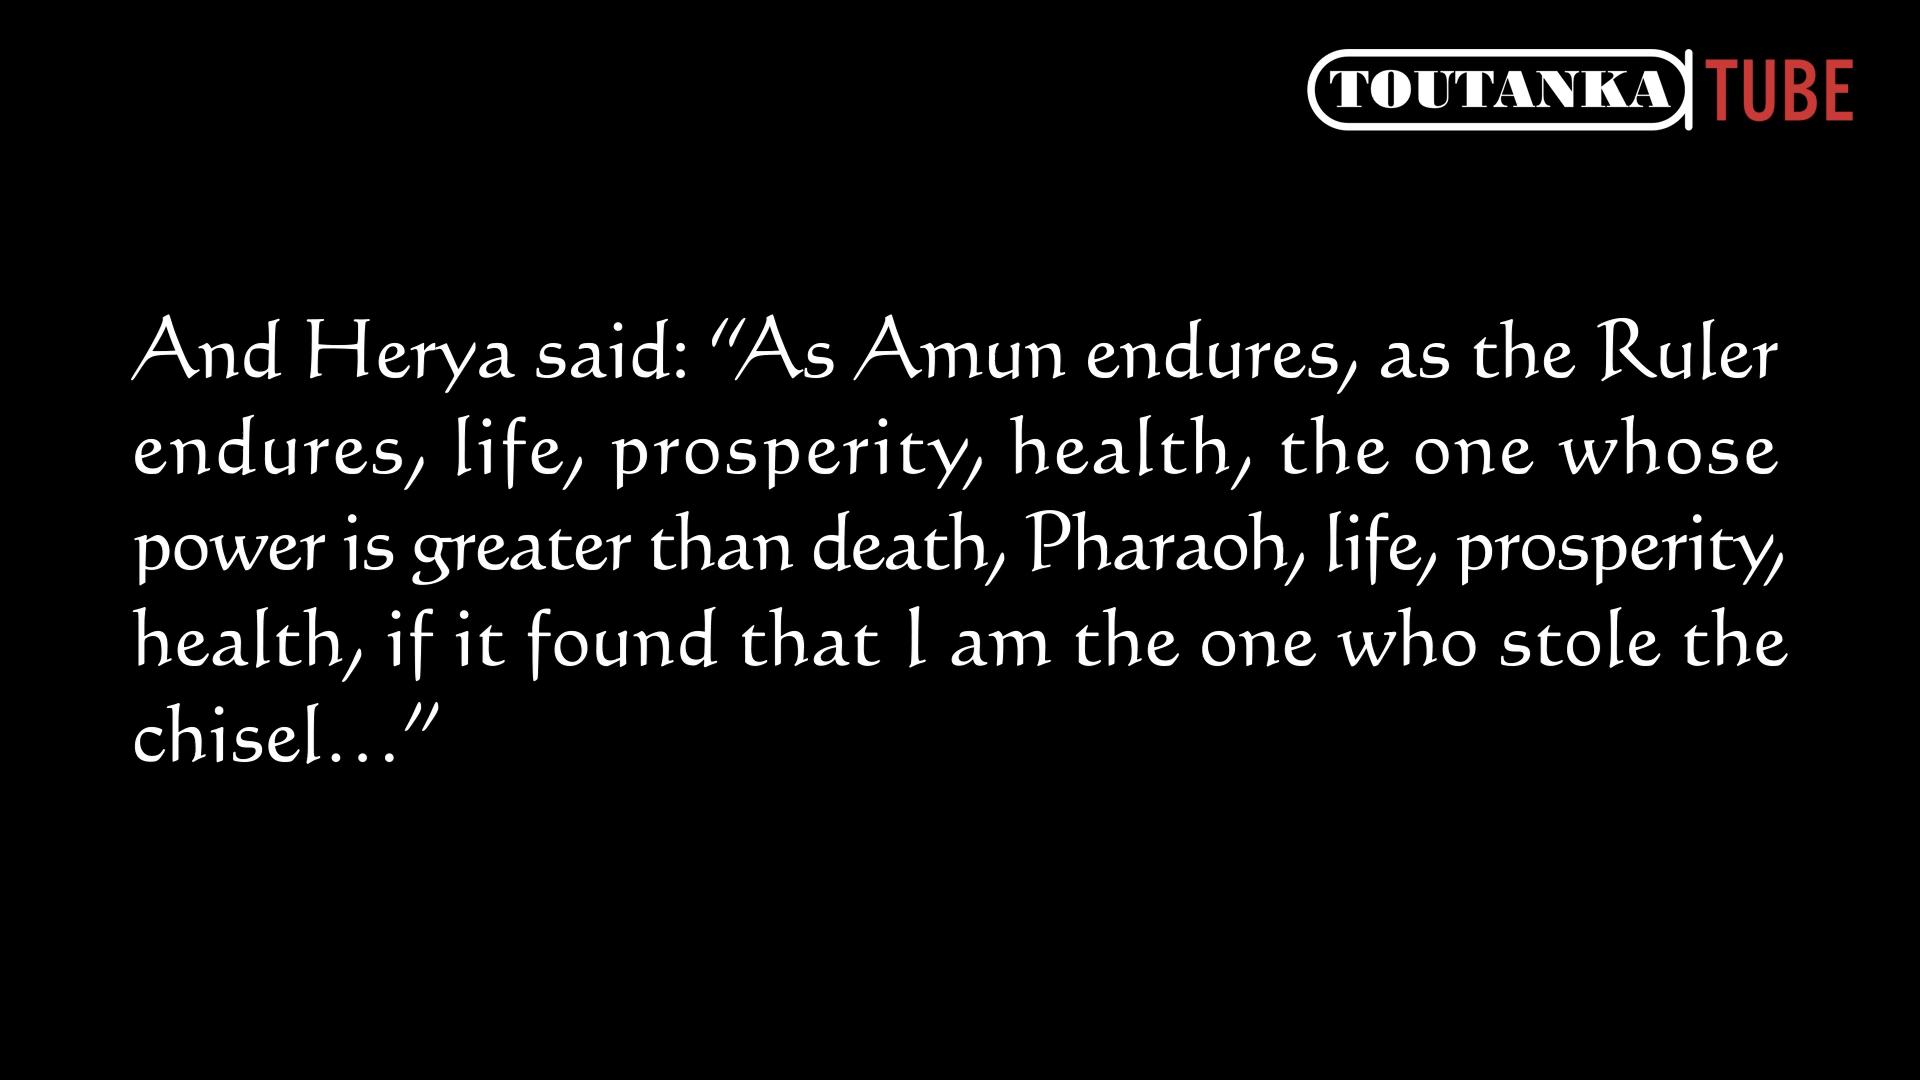 TOUTANKA TUBE
And Herya said: “As Amun endures, as the Ruler
endures, life, prosperity, health, the one whose
power is greater than death, Pharaoh, life, prosperity,
health, if it found that I am the one who stole the
chisel…”